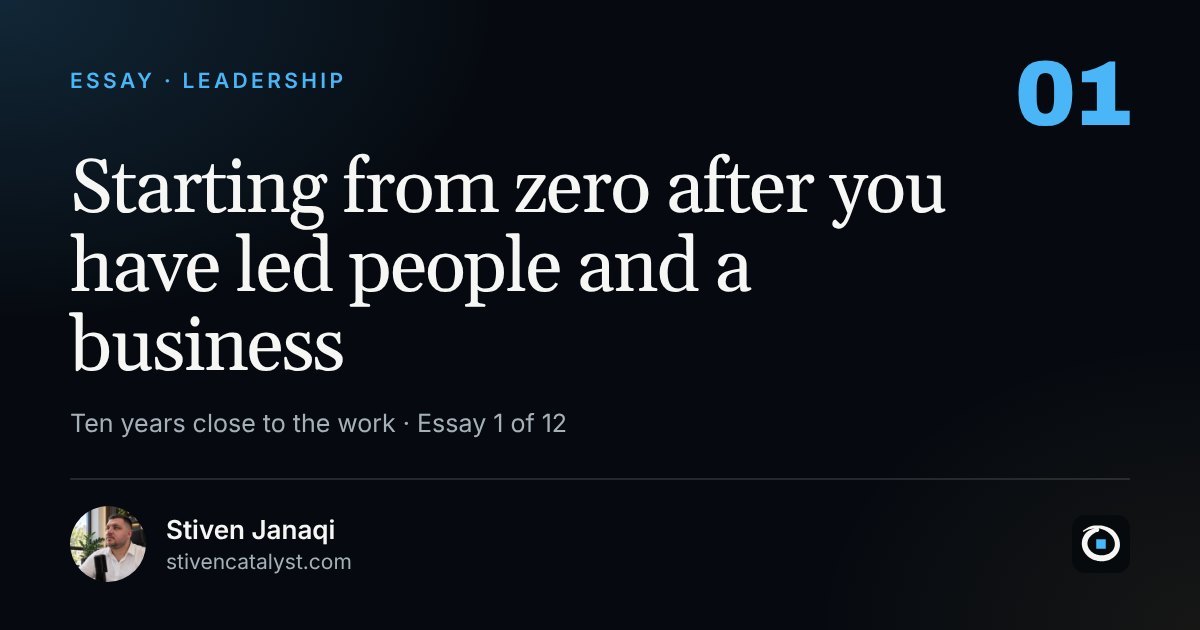 ESSAY · LEADERSHIP
01
Starting from zero after you
have led people and a
business
Ten years close to the work · Essay 1 of 12
Stiven Janaqi
stivencatalyst.com